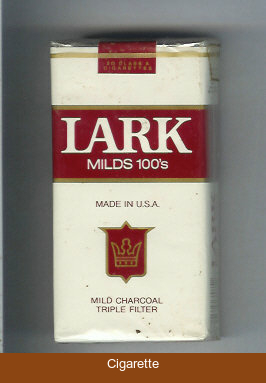 20 CLASS A
CIGARETTES
LARK
MILDS 100's
MADE IN U.S.A.
MILD CHARCOAL
TRIPLE FILTER
Cigarette